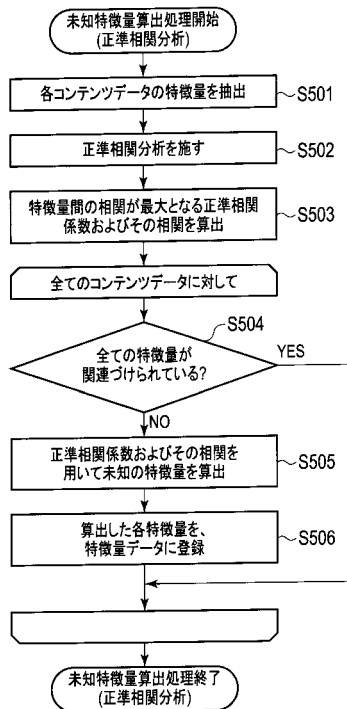 未知特徴量算出処理開始
(正準相関分析)
各コンテンツデータの特徴量を抽出
S501
正準相関分析を施す
S502
特徴量間の相関が最大となる正準相関
係数およびその相関を算出
S503
全てのコンテンツデータに対して
S504
全ての特徴量が
関連づけられている?
YES
NO
正準相関係数およびその相関を
用いて未知の特徴量を算出
S505
算出した各特徴量を、
特徴量データに登録
S506
未知特徴量算出処理終了
(正準相関分析)